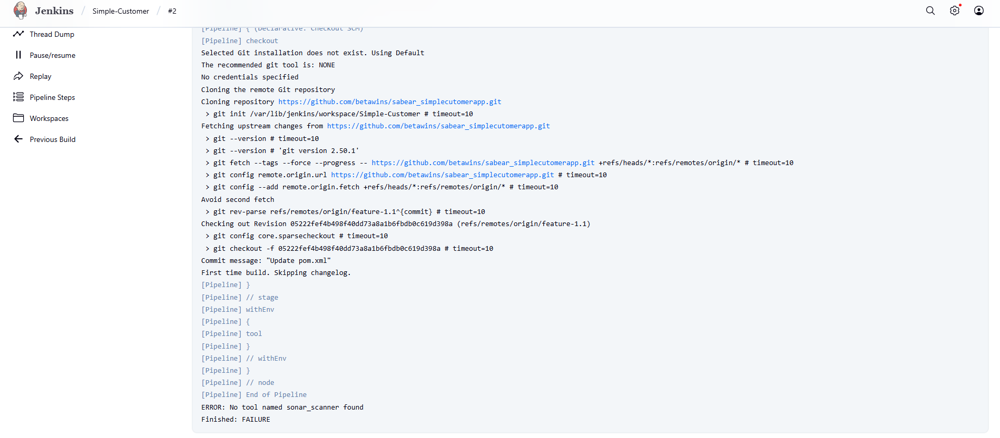 Jenkins / Simple-Customer / #2
Thread Dump
Pause/resume
Replay
Pipeline Steps
Workspaces
Previous Build
[Pipeline] { (Declarative: Checkout SCM)
[Pipeline] checkout
Selected Git installation does not exist. Using Default
The recommended git tool is: NONE
No credentials specified
Cloning the remote Git repository
Cloning repository https://github.com/betawins/sabear_simplecutomerapp.git
 > git init /var/lib/jenkins/workspace/Simple-Customer # timeout=10
Fetching upstream changes from https://github.com/betawins/sabear_simplecutomerapp.git
 > git --version # timeout=10
 > git --version # 'git version 2.50.1'
 > git fetch --tags --force --progress -- https://github.com/betawins/sabear_simplecutomerapp.git +refs/heads/*:refs/remotes/origin/* # timeout=10
 > git config remote.origin.url https://github.com/betawins/sabear_simplecutomerapp.git # timeout=10
 > git config --add remote.origin.fetch +refs/heads/*:refs/remotes/origin/* # timeout=10
Avoid second fetch
 > git rev-parse refs/remotes/origin/feature-1.1^{commit} # timeout=10
Checking out Revision 05222fef4b498f40dd73a8a1b6fbdb0c619d398a (refs/remotes/origin/feature-1.1)
 > git config core.sparsecheckout # timeout=10
 > git checkout -f 05222fef4b498f40dd73a8a1b6fbdb0c619d398a # timeout=10
Commit message: "Update pom.xml"
First time build. Skipping changelog.
[Pipeline] }
[Pipeline] // stage
[Pipeline] withEnv
[Pipeline] {
[Pipeline] tool
[Pipeline] }
[Pipeline] // withEnv
[Pipeline] }
[Pipeline] // node
[Pipeline] End of Pipeline
ERROR: No tool named sonar_scanner found
Finished: FAILURE